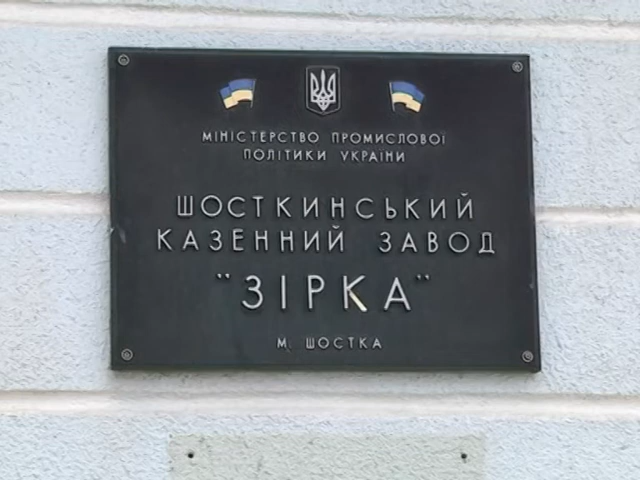 МІНІСТЕРСТВО ПРОМИСЛОВОЇ
ПОЛІТИКИ УКРАЇНИ
ШОСТКИНСЬКИЙ
КАЗЕННИЙ ЗАВОД
"ЗІРКА"
М. ШОСТКА